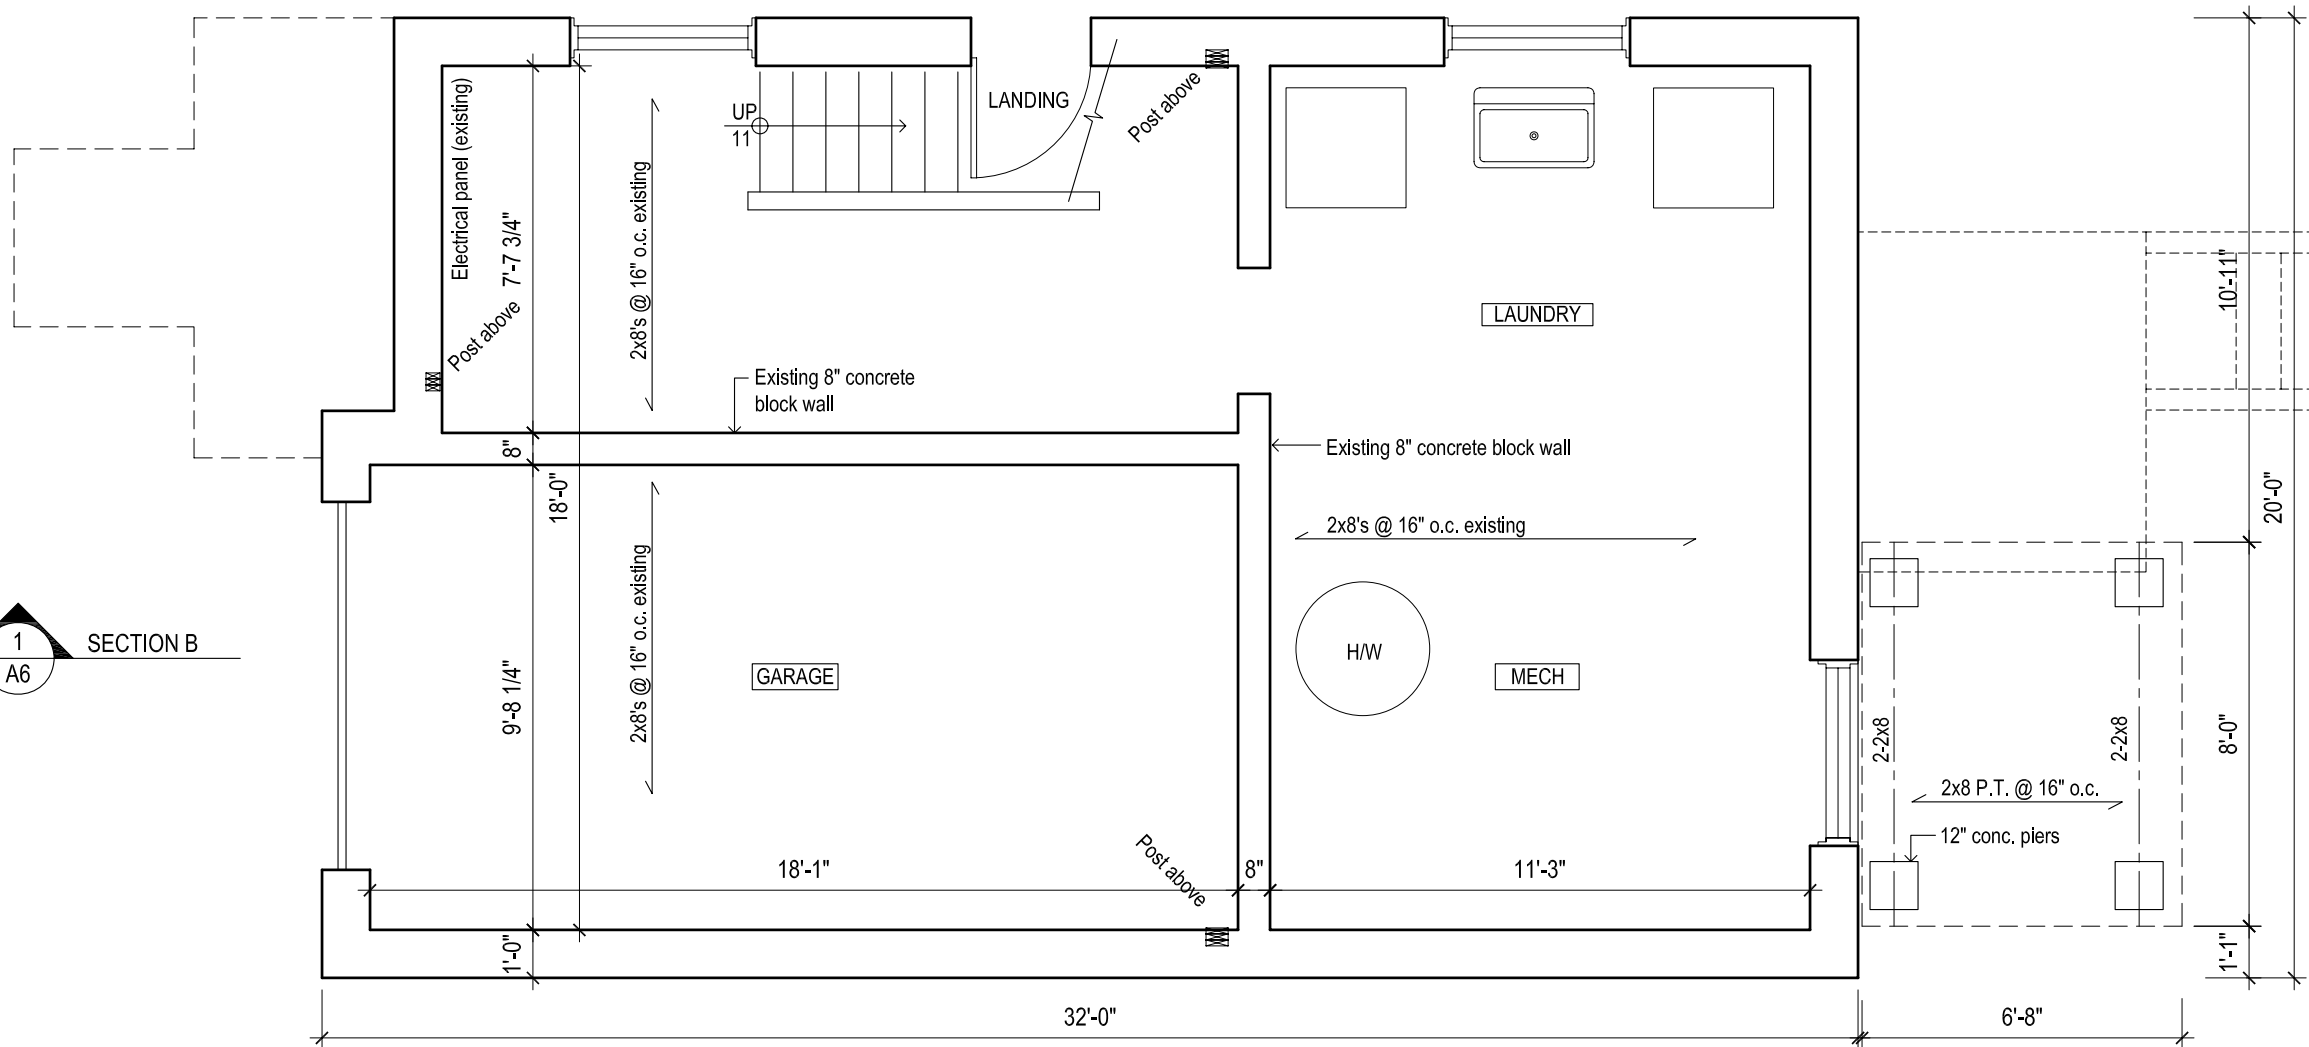 Electrical panel (existing)
7'-7 3/4"
Post above
UP
11
LANDING
Post above
2x8's @ 16" o.c. existing
Existing 8" concrete
block wall
LAUNDRY
Existing 8" concrete block wall
8"
18'-0"
2x8's @ 16" o.c. existing
2x8's @ 16" o.c. existing
1
A6
SECTION B
9'-8 1/4"
GARAGE
H/W
MECH
18'-1"
Post above
8"
11'-3"
1'-0"
32'-0"
2-2x8
2-2x8
2x8 P.T. @ 16" o.c.
12" conc. piers
10'-11"
20'-0"
8'-0"
1'-1"
6'-8"